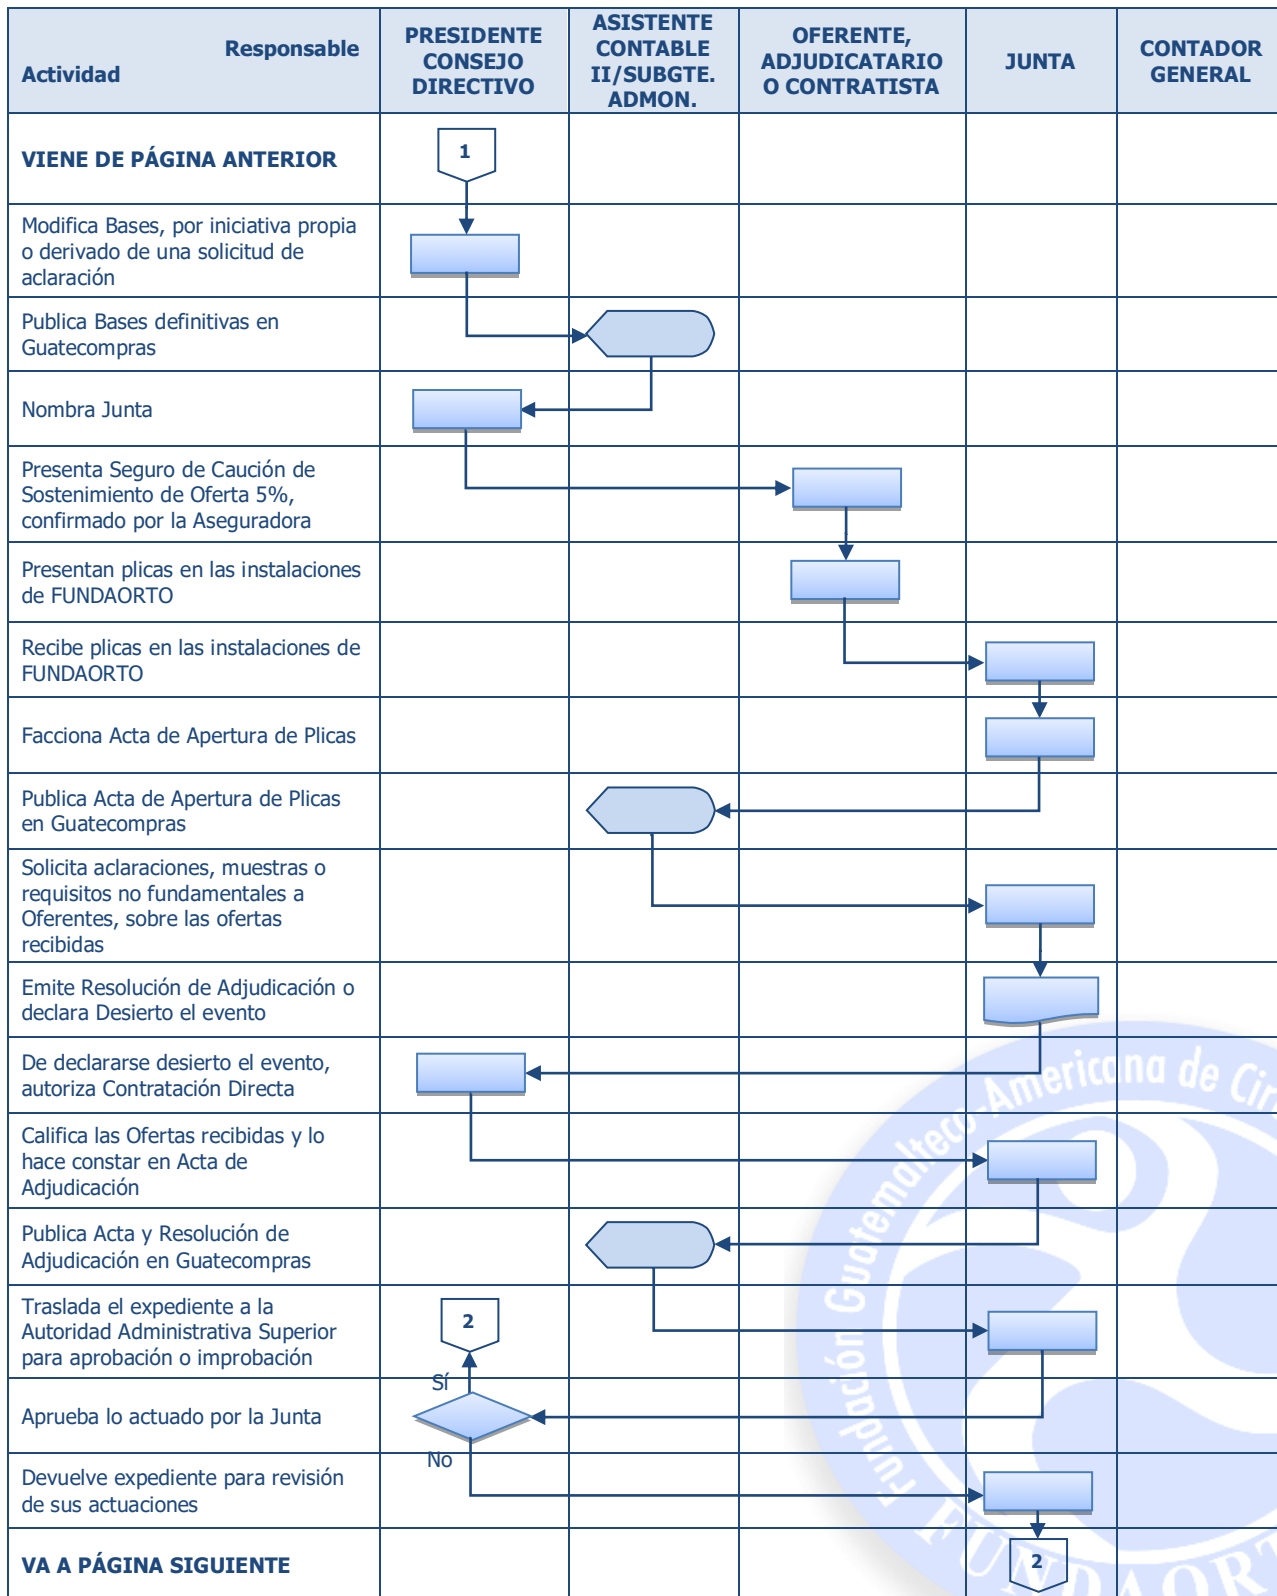 Responsable
Actividad
PRESIDENTE
CONSEJO
DIRECTIVO
ASISTENTE
CONTABLE
II/SUBGTE.
ADMON.
OFERENTE,
ADJUDICATARIO
O CONTRATISTA
JUNTA
CONTADOR
GENERAL
VIENE DE PÁGINA ANTERIOR
1
Modifica Bases, por iniciativa propia
o derivado de una solicitud de
aclaración
Publica Bases definitivas en
Guatecompras
Nombra Junta
Presenta Seguro de Caución de
Sostenimiento de Oferta 5%,
confirmado por la Aseguradora
Presentan plicas en las instalaciones
de FUNDAORTO
Recibe plicas en las instalaciones de
FUNDAORTO
Facciona Acta de Apertura de Plicas
Publica Acta de Apertura de Plicas
en Guatecompras
Solicita aclaraciones, muestras o
requisitos no fundamentales a
Oferentes, sobre las ofertas
recibidas
Emite Resolución de Adjudicación o
declara Desierto el evento
De declararse desierto el evento,
autoriza Contratación Directa
Califica las Ofertas recibidas y lo
hace constar en Acta de
Adjudicación
Publica Acta y Resolución de
Adjudicación en Guatecompras
Traslada el expediente a la
Autoridad Administrativa Superior
para aprobación o improbación
2
Sí
Aprueba lo actuado por la Junta
No
Devuelve expediente para revisión
de sus actuaciones
VA A PÁGINA SIGUIENTE
2
Fundación Guatemalteco-Americana de